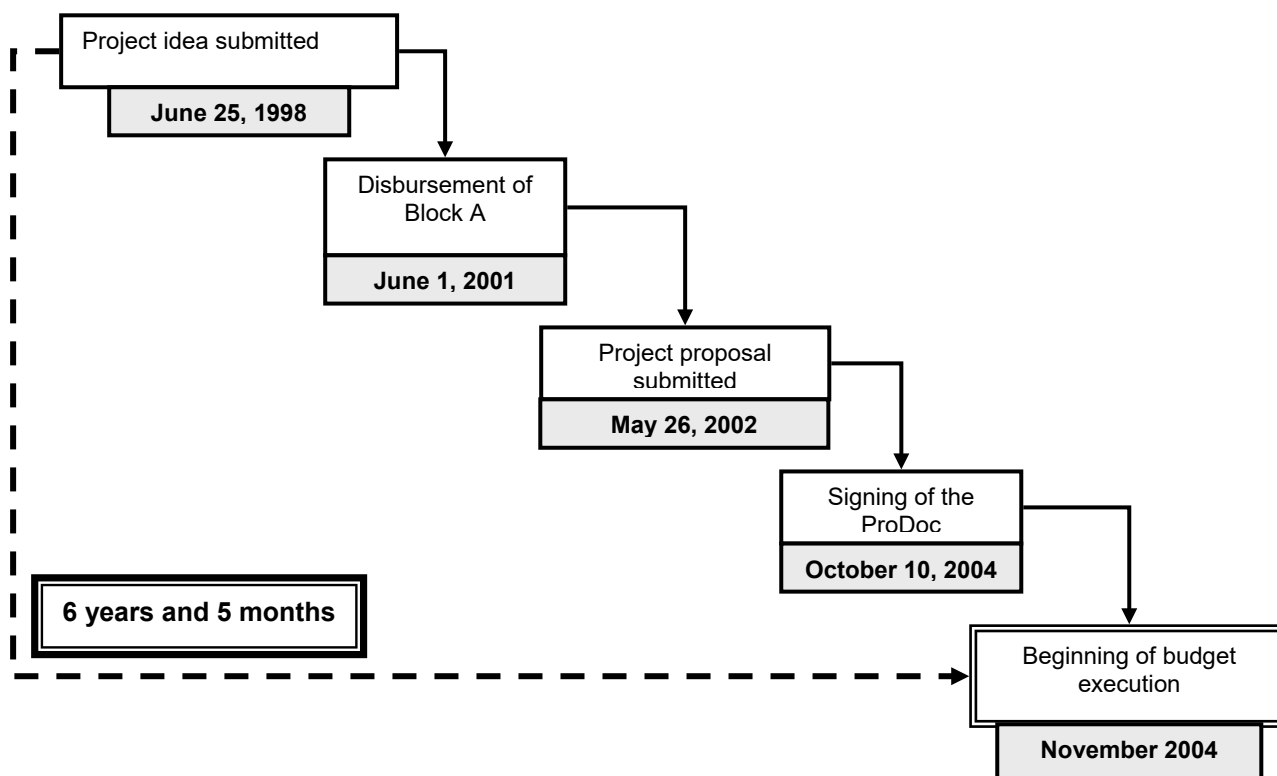 Project idea submitted
June 25, 1998
Disbursement of
Block A
June 1, 2001
Project proposal
submitted
May 26, 2002
Signing of the
ProDoc
October 10, 2004
6 years and 5 months
Beginning of budget
execution
November 2004